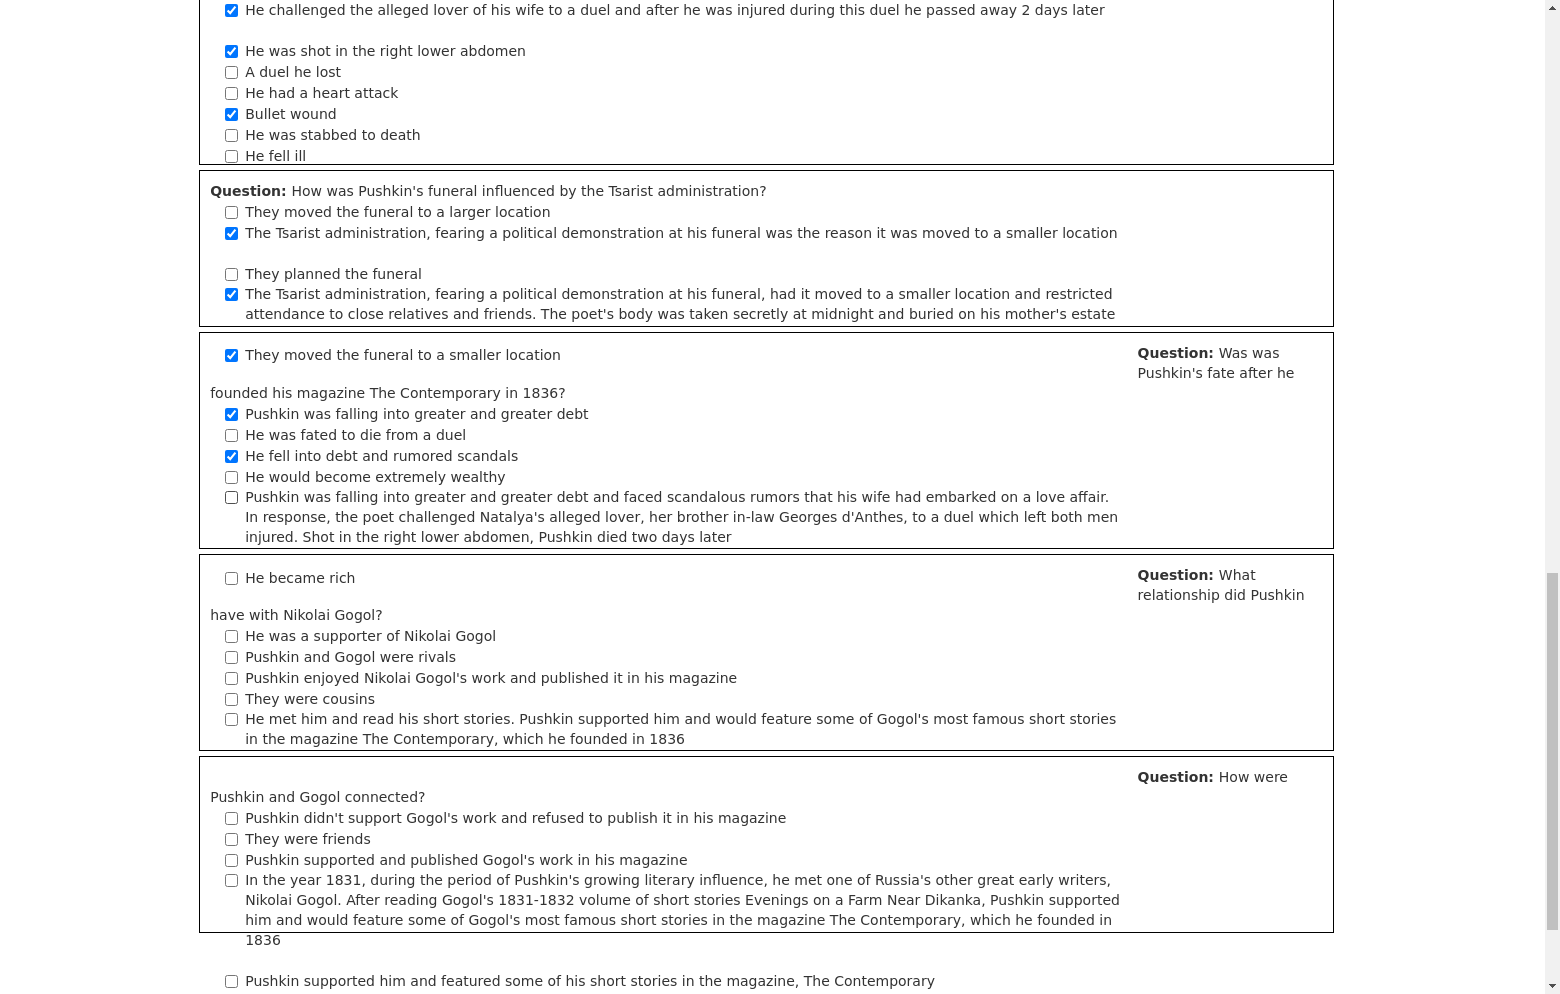 He challenged the alleged lover of his wife to a duel and after he was injured during this duel he passed away 2 days later
He was shot in the right lower abdomen
A duel he lost
He had a heart attack
Bullet wound
He was stabbed to death
He fell ill
Question: How was Pushkin's funeral influenced by the Tsarist administration?
They moved the funeral to a larger location
The Tsarist administration, fearing a political demonstration at his funeral was the reason it was moved to a smaller location
They planned the funeral
The Tsarist administration, fearing a political demonstration at his funeral, had it moved to a smaller location and restricted
attendance to close relatives and friends. The poet's body was taken secretly at midnight and buried on his mother's estate
They moved the funeral to a smaller location
Question: Was was
Pushkin's fate after he
founded his magazine The Contemporary in 1836?
Pushkin was falling into greater and greater debt
He was fated to die from a duel
He fell into debt and rumored scandals
He would become extremely wealthy
Pushkin was falling into greater and greater debt and faced scandalous rumors that his wife had embarked on a love affair.
In response, the poet challenged Natalya's alleged lover, her brother in-law Georges d'Anthes, to a duel which left both men
injured. Shot in the right lower abdomen, Pushkin died two days later
He became rich
Question: What
relationship did Pushkin
have with Nikolai Gogol?
He was a supporter of Nikolai Gogol
Pushkin and Gogol were rivals
Pushkin enjoyed Nikolai Gogol's work and published it in his magazine
They were cousins
He met him and read his short stories. Pushkin supported him and would feature some of Gogol's most famous short stories
in the magazine The Contemporary, which he founded in 1836
Question: How were
Pushkin and Gogol connected?
Pushkin didn't support Gogol's work and refused to publish it in his magazine
They were friends
Pushkin supported and published Gogol's work in his magazine
In the year 1831, during the period of Pushkin's growing literary influence, he met one of Russia's other great early writers,
Nikolai Gogol. After reading Gogol's 1831-1832 volume of short stories Evenings on a Farm Near Dikanka, Pushkin supported
him and would feature some of Gogol's most famous short stories in the magazine The Contemporary, which he founded in
1836
Pushkin supported him and featured some of his short stories in the magazine, The Contemporary